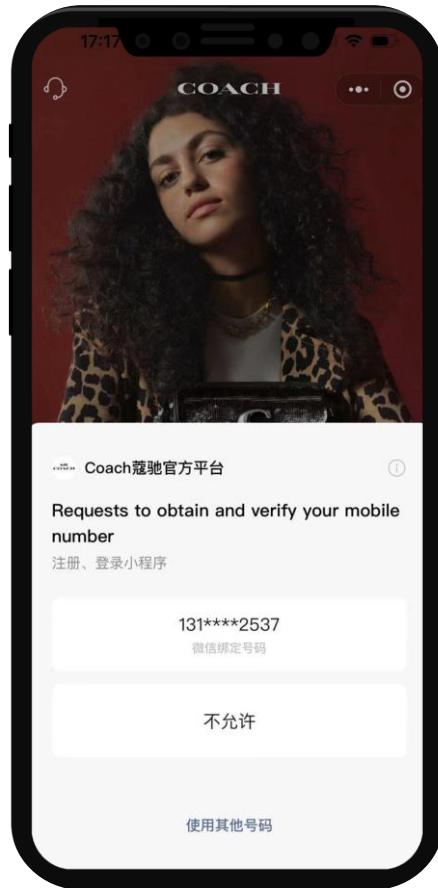 17:17
COACH
Coach蔻驰官方平台
Requests to obtain and verify your mobile
number
注册、登录小程序
131****2537
微信绑定号码
不允许
使用其他号码